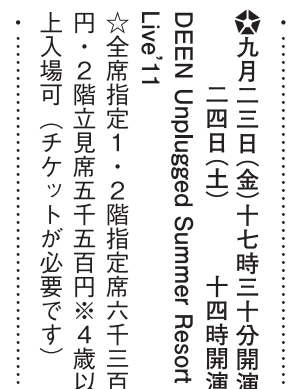 ✪九月二三日(金)十七時三十分開演
二四日(土)　十四時開演
DEEN Unplugged Summer Resort
Live'11
☆全席指定1・2階指定席六千三百
円・2階立見席五千五百円※4歳以
上入場可（チケットが必要です）